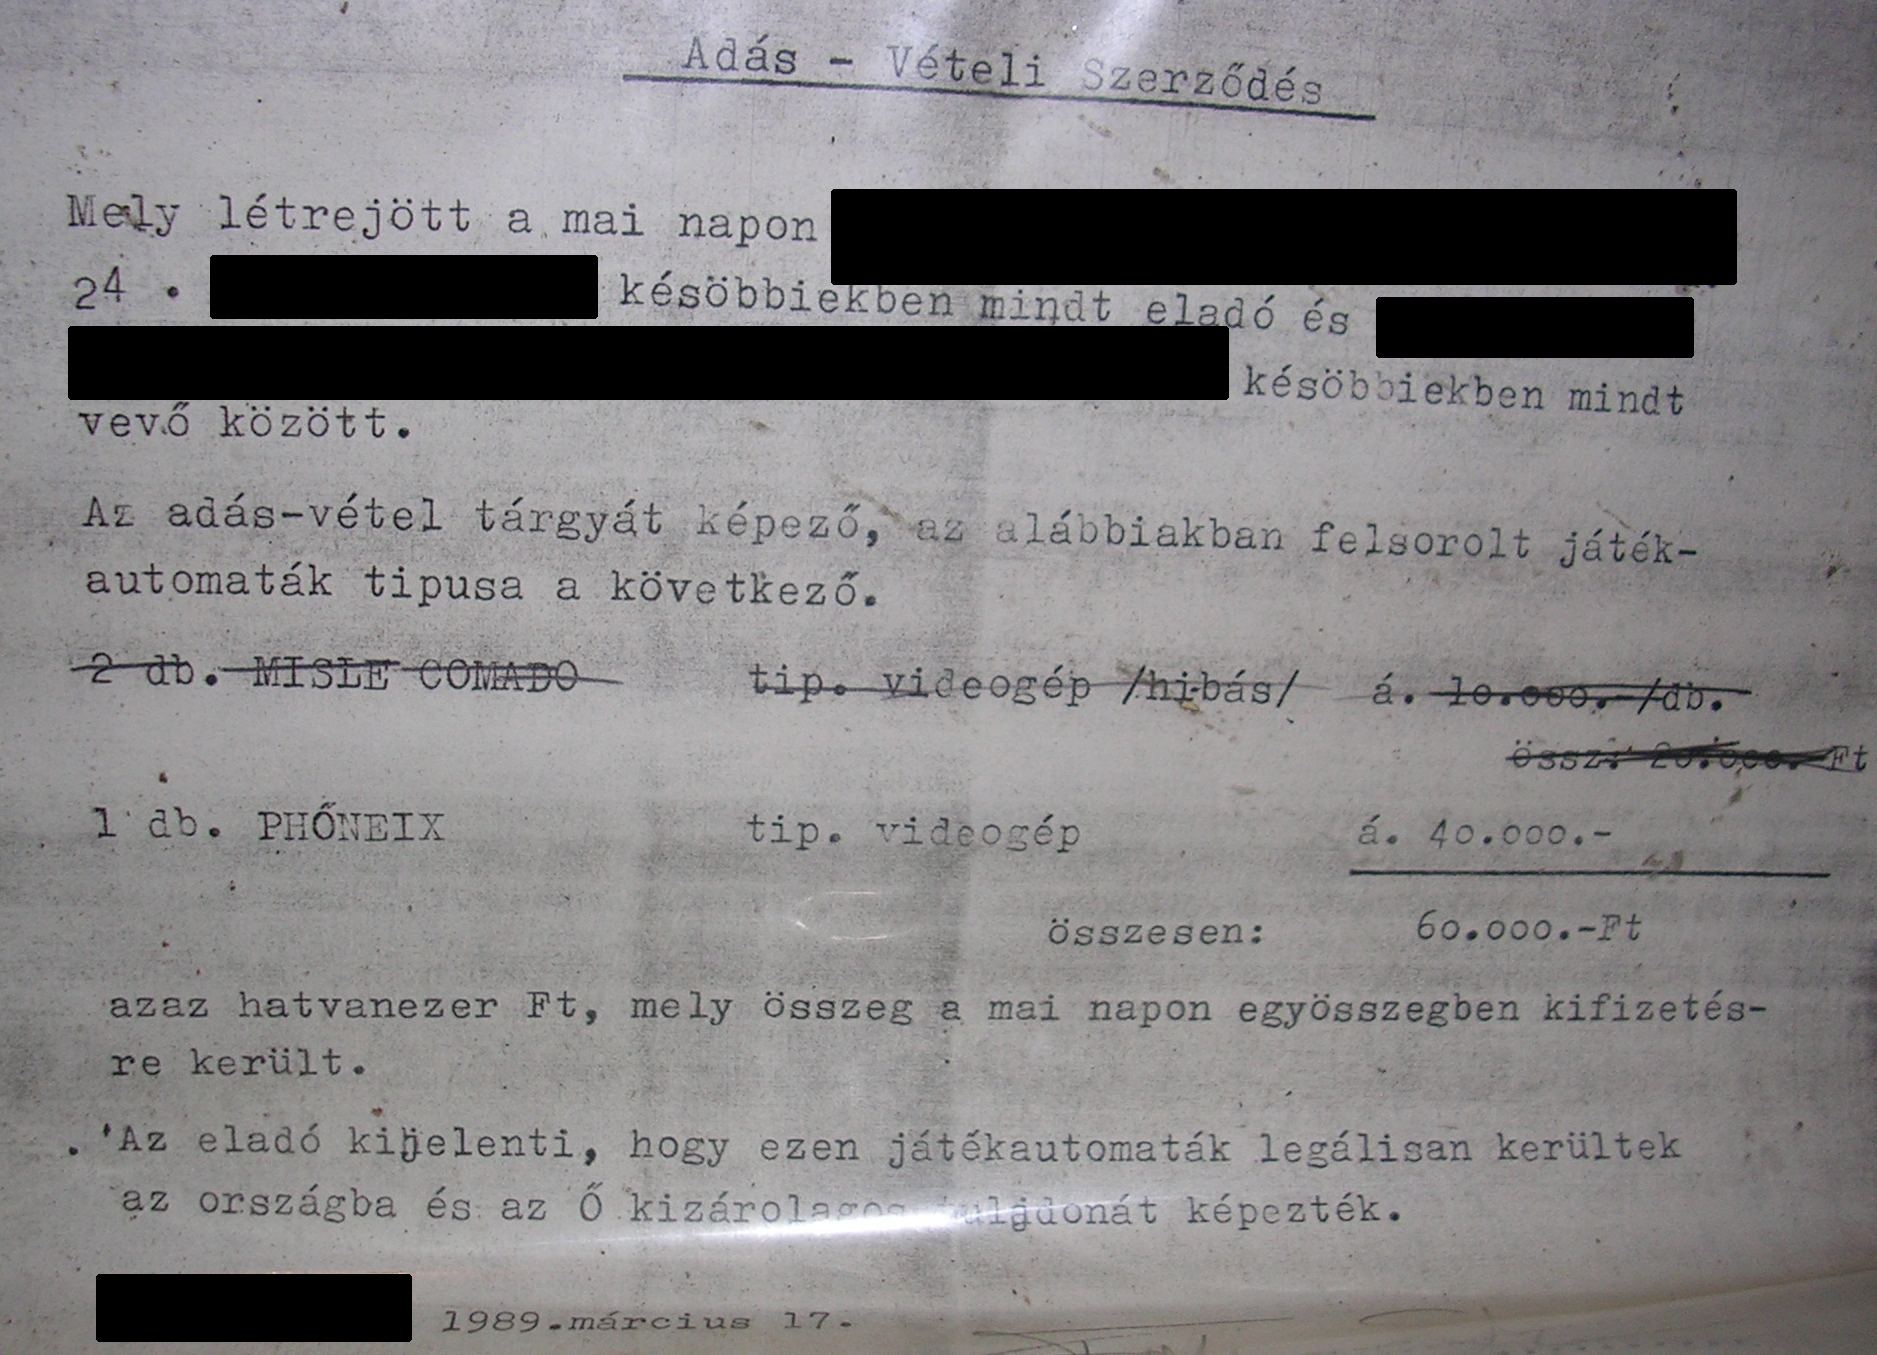 Adás - Vételi Szerződés
Mely létrejött a mai napon
24 . késöbbiekben mindt eladó és
késöbbiekben mindt
vevő között.
Az adás-vétel tárgyát képező, az alábbiakban felsorolt játék-
automaták tipusa a következő.
2 db. MISLE COMADO tip. videogép /hibás/ á. 10.000.-/db.
össz: 20.000.-Ft
1 db. PHŐNEIX tip. videogép á. 40.000.-
összesen: 60.000.-Ft
azaz hatvanezer Ft, mely összeg a mai napon egyösszegben kifizetés-
re került.
Az eladó kijelenti, hogy ezen játékautomaták legálisan kerültek
az országba és az Ő kizárolagos tulajdonát képezték.
1989.március 17.